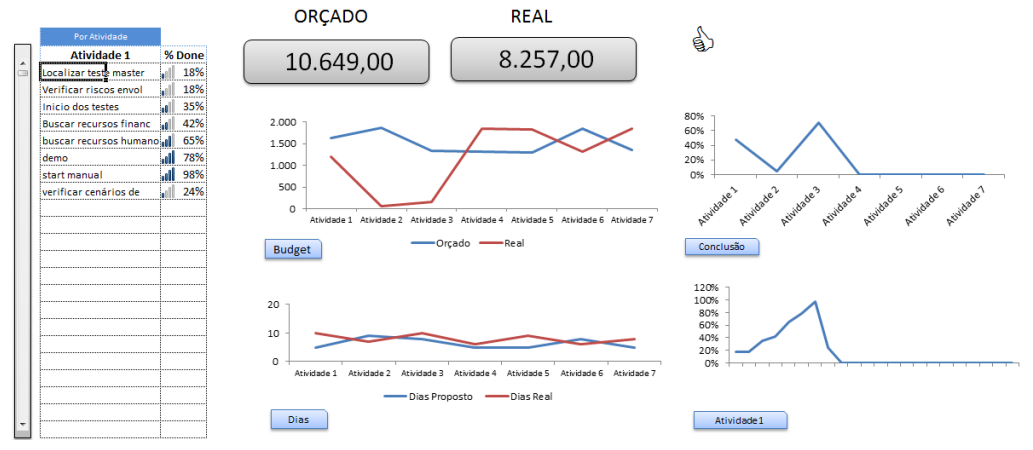 ORÇADO
REAL
10.649,00
8.257,00
Por Atividade
Atividade 1 % Done
Localizar teste master 18%
Verificar riscos envol 18%
Inicio dos testes 35%
Buscar recursos financ 42%
buscar recursos humano 65%
demo 78%
start manual 98%
verificar cenários de 24%
2.000
1.500
1.000
500
0
Atividade 1 Atividade 2 Atividade 3 Atividade 4 Atividade 5 Atividade 6 Atividade 7
Orçado Real
Budget
80%
60%
40%
20%
0%
Atividade 1 Atividade 2 Atividade 3 Atividade 4 Atividade 5 Atividade 6 Atividade 7
Conclusão
20
10
0
Atividade 1 Atividade 2 Atividade 3 Atividade 4 Atividade 5 Atividade 6 Atividade 7
Dias Proposto Dias Real
Dias
120%
100%
80%
60%
40%
20%
0%
Atividade1